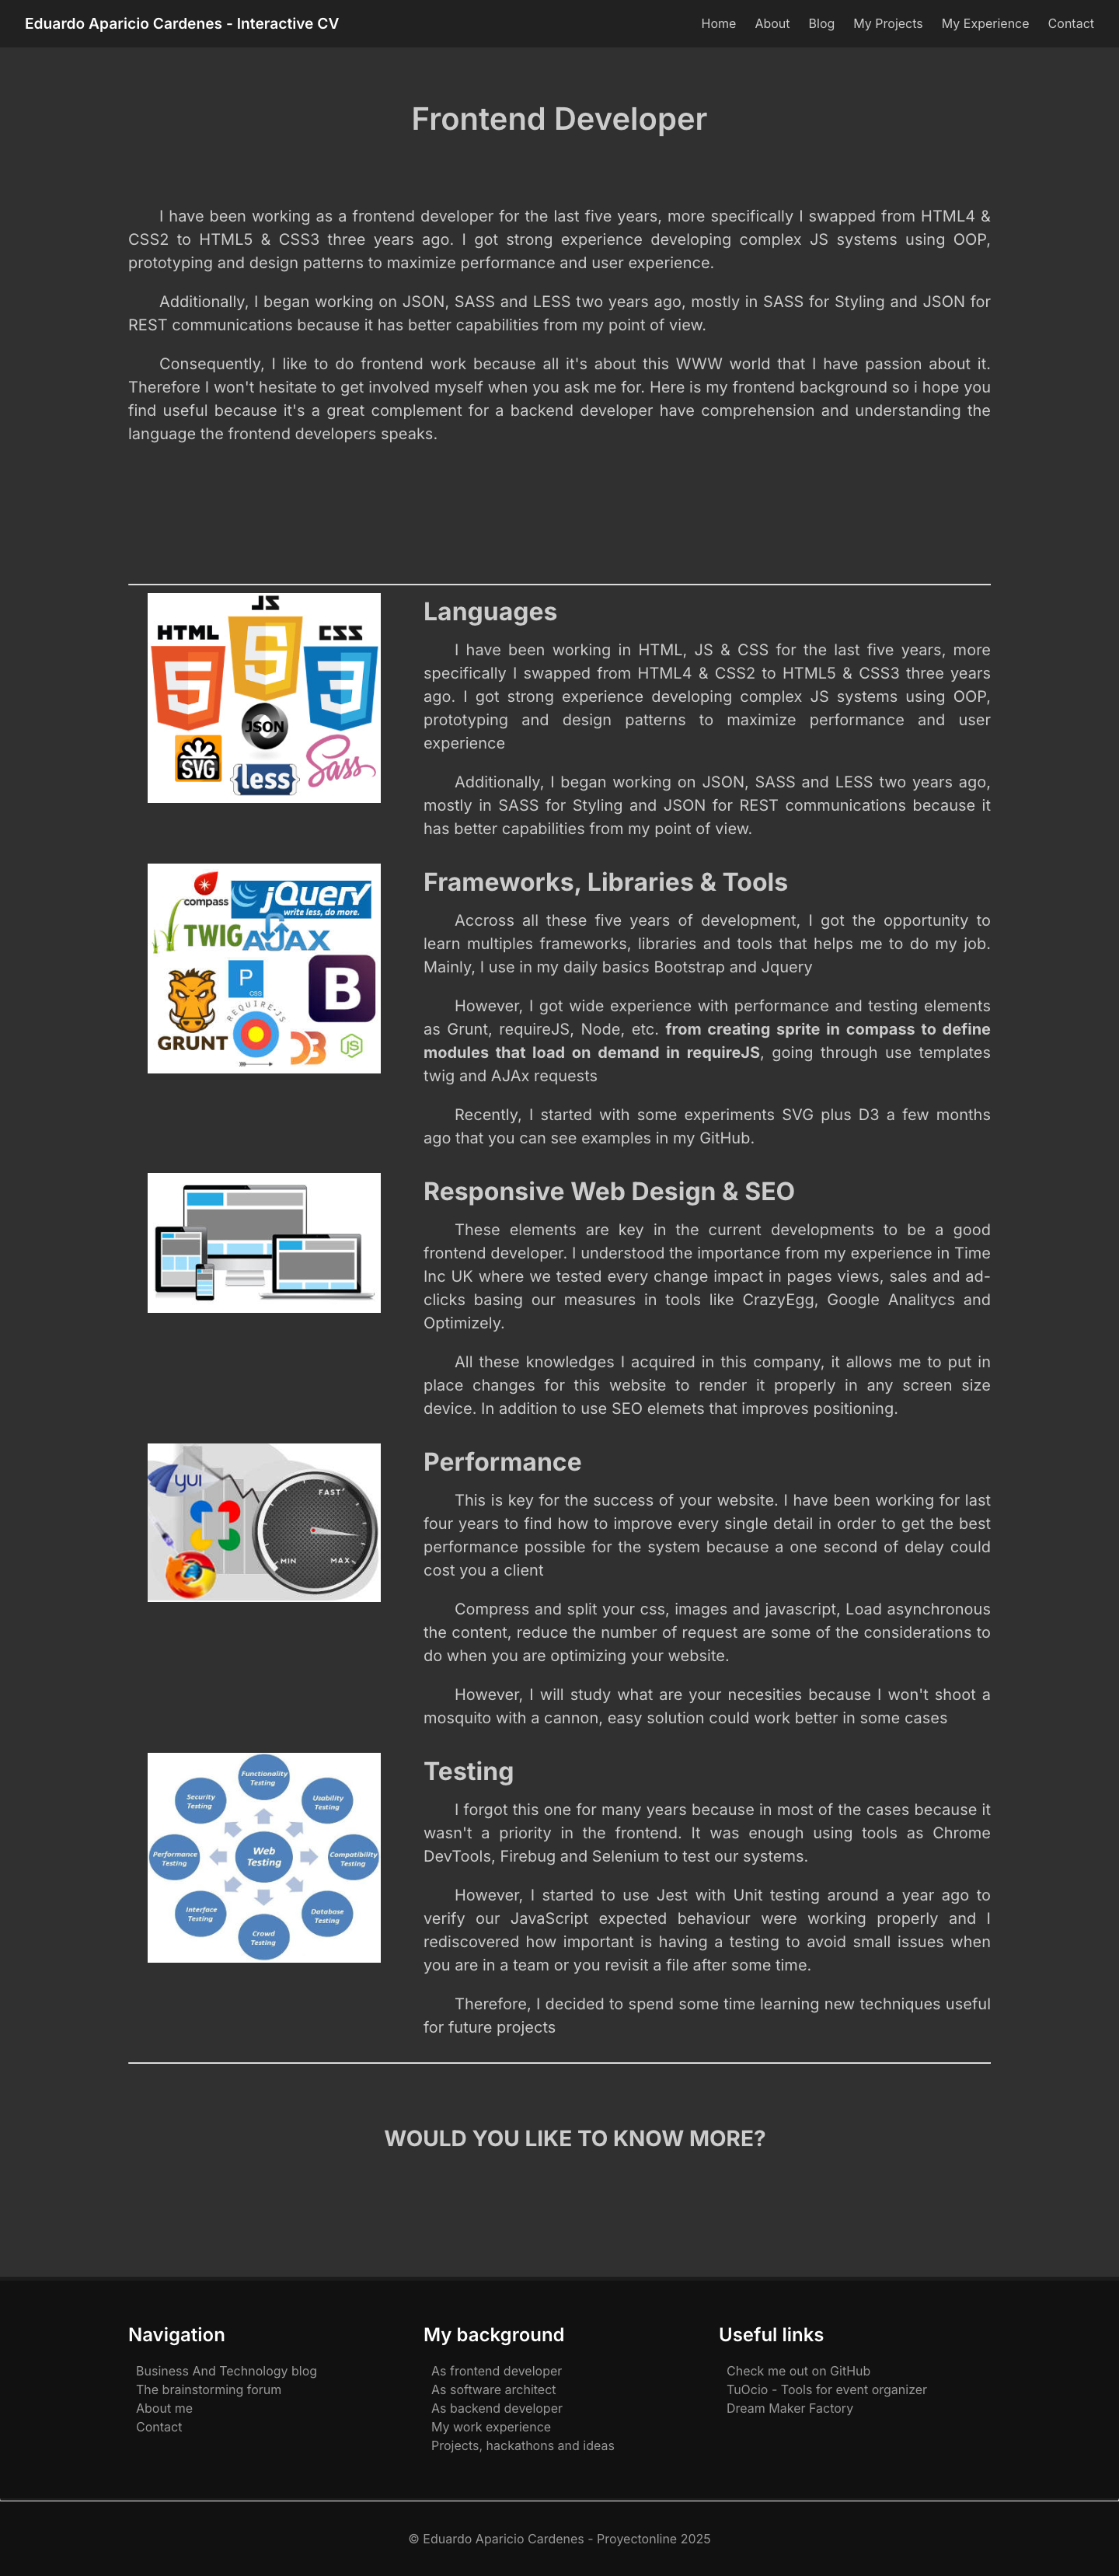 Eduardo Aparicio Cardenes - Interactive CV
Home About Blog My Projects My Experience Contact
Frontend Developer
I have been working as a frontend developer for the last five years, more specifically I swapped from HTML4 &
CSS2 to HTML5 & CSS3 three years ago. I got strong experience developing complex JS systems using OOP,
prototyping and design patterns to maximize performance and user experience.
Additionally, I began working on JSON, SASS and LESS two years ago, mostly in SASS for Styling and JSON for
REST communications because it has better capabilities from my point of view.
Consequently, I like to do frontend work because all it's about this WWW world that I have passion about it.
Therefore I won't hesitate to get involved myself when you ask me for. Here is my frontend background so i hope you
find useful because it's a great complement for a backend developer have comprehension and understanding the
language the frontend developers speaks.
JS
HTML
CSS
5
5
3
JSON
SVG
{less}
Sass
Languages
I have been working in HTML, JS & CSS for the last five years, more
specifically I swapped from HTML4 & CSS2 to HTML5 & CSS3 three years
ago. I got strong experience developing complex JS systems using OOP,
prototyping and design patterns to maximize performance and user
experience
Additionally, I began working on JSON, SASS and LESS two years ago,
mostly in SASS for Styling and JSON for REST communications because it
has better capabilities from my point of view.
compass
jQuery
write less, do more.
TWIG
AJAX
P
CSS
B
REQUIRE·JS
GRUNT
D3
JS
Frameworks, Libraries & Tools
Accross all these five years of development, I got the opportunity to
learn multiples frameworks, libraries and tools that helps me to do my job.
Mainly, I use in my daily basics Bootstrap and Jquery
However, I got wide experience with performance and testing elements
as Grunt, requireJS, Node, etc. from creating sprite in compass to define
modules that load on demand in requireJS, going through use templates
twig and AJAx requests
Recently, I started with some experiments SVG plus D3 a few months
ago that you can see examples in my GitHub.
Responsive Web Design & SEO
These elements are key in the current developments to be a good
frontend developer. I understood the importance from my experience in Time
Inc UK where we tested every change impact in pages views, sales and ad-
clicks basing our measures in tools like CrazyEgg, Google Analitycs and
Optimizely.
All these knowledges I acquired in this company, it allows me to put in
place changes for this website to render it properly in any screen size
device. In addition to use SEO elemets that improves positioning.
yui
FAST
MIN
MAX
Performance
This is key for the success of your website. I have been working for last
four years to find how to improve every single detail in order to get the best
performance possible for the system because a one second of delay could
cost you a client
Compress and split your css, images and javascript, Load asynchronous
the content, reduce the number of request are some of the considerations to
do when you are optimizing your website.
However, I will study what are your necesities because I won't shoot a
mosquito with a cannon, easy solution could work better in some cases
Functionality
Testing
Security
Testing
Usability
Testing
Performance
Testing
Web
Testing
Compatibility
Testing
Interface
Testing
Database
Testing
Crowd
Testing
Testing
I forgot this one for many years because in most of the cases because it
wasn't a priority in the frontend. It was enough using tools as Chrome
DevTools, Firebug and Selenium to test our systems.
However, I started to use Jest with Unit testing around a year ago to
verify our JavaScript expected behaviour were working properly and I
rediscovered how important is having a testing to avoid small issues when
you are in a team or you revisit a file after some time.
Therefore, I decided to spend some time learning new techniques useful
for future projects
WOULD YOU LIKE TO KNOW MORE?
Navigation
Business And Technology blog
The brainstorming forum
About me
Contact
My background
As frontend developer
As software architect
As backend developer
My work experience
Projects, hackathons and ideas
Useful links
Check me out on GitHub
TuOcio - Tools for event organizer
Dream Maker Factory
© Eduardo Aparicio Cardenes - Proyectonline 2025